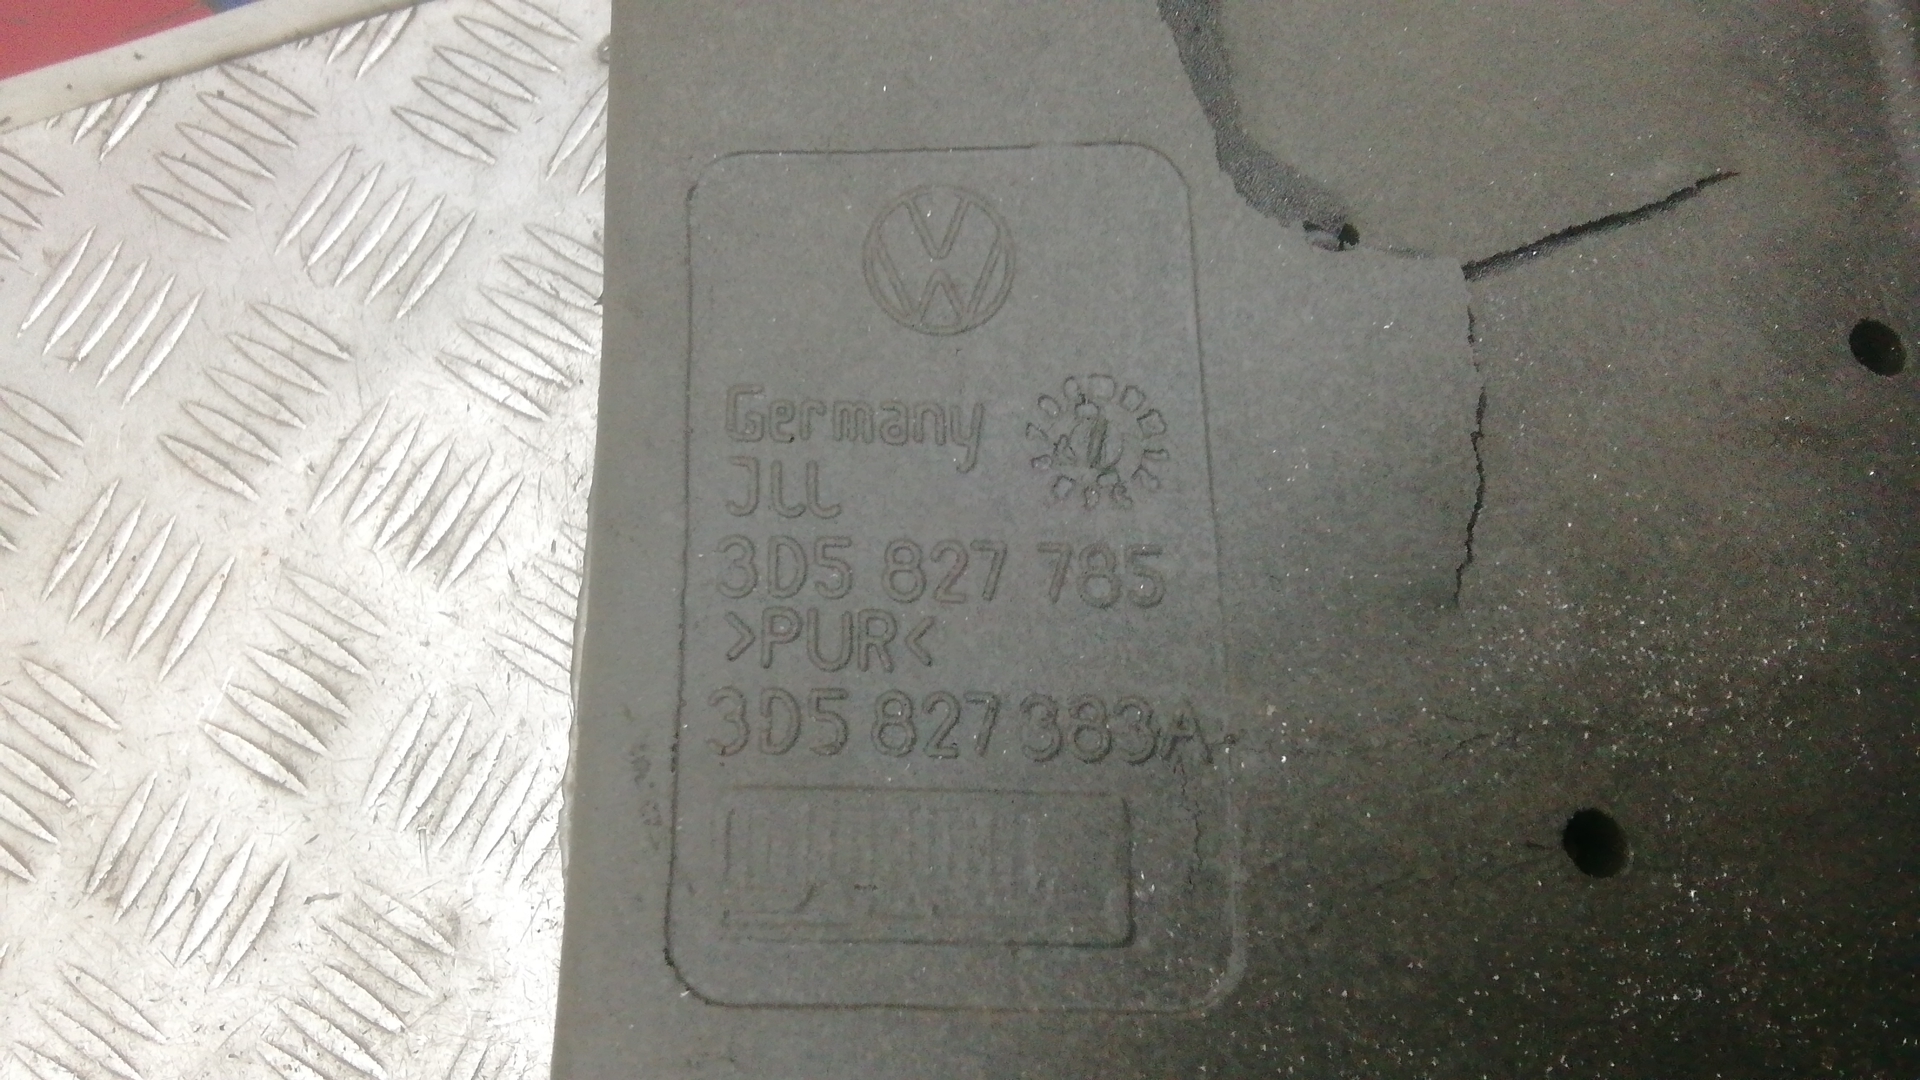 Germany
JLL
3D5 827 785
>PUR<
3D5 827 383A